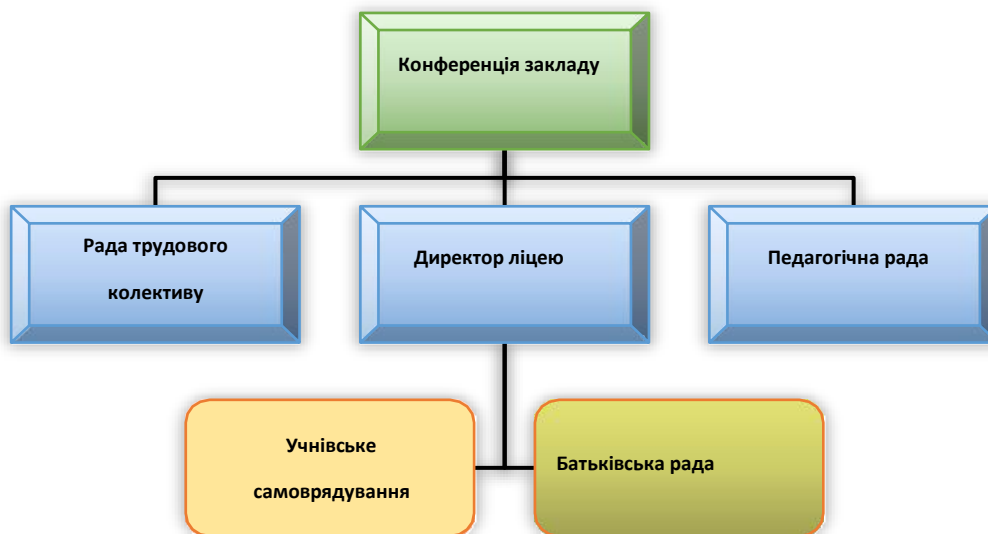 Конференція закладу
Рада трудового
колективу
Директор ліцею
Педагогічна рада
Учнівське
самоврядування
Батьківська рада